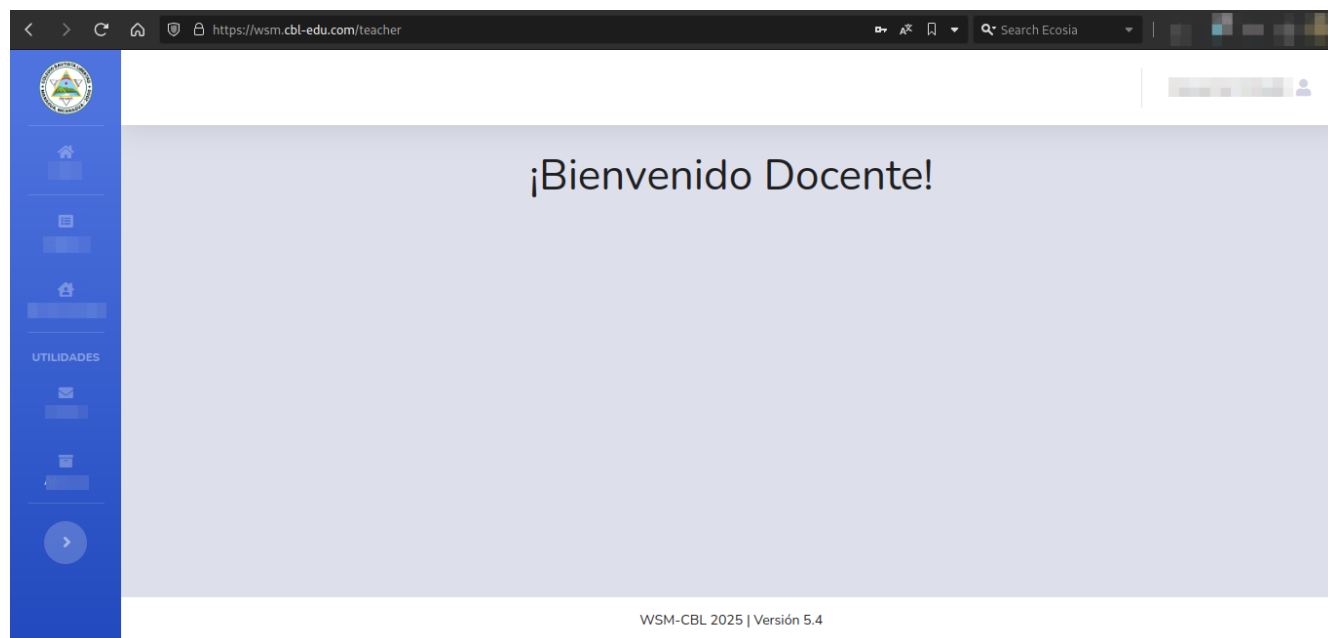 https://wsm.cbl-edu.com/teacher
Search Ecosia
¡Bienvenido Docente!
UTILIDADES
WSM-CBL 2025 | Versión 5.4